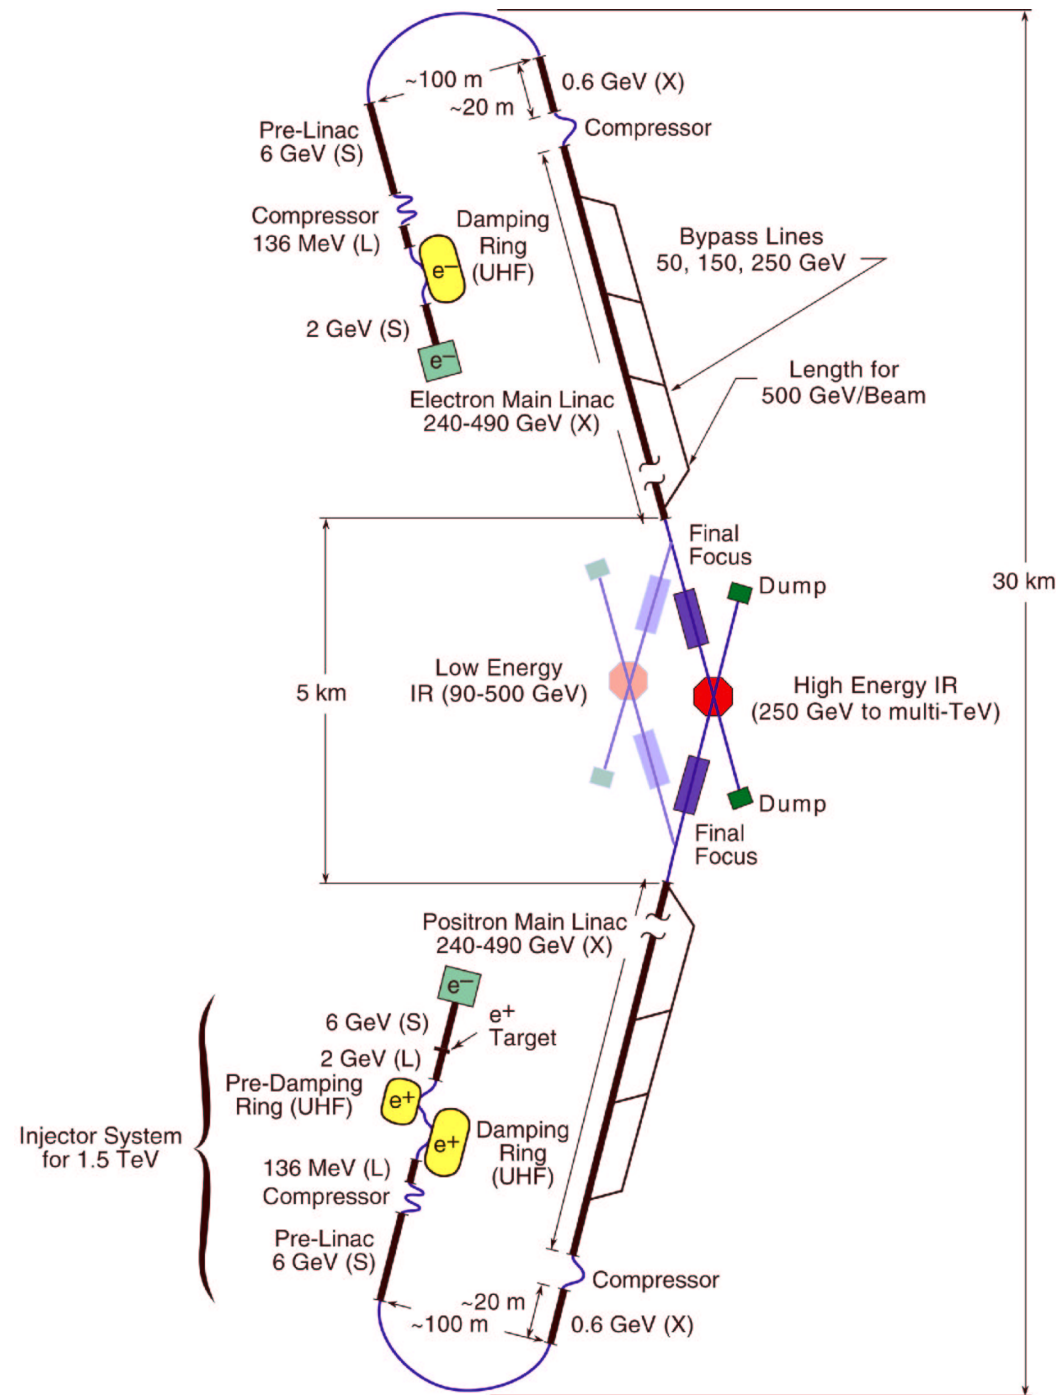 ~100 m
0.6 GeV (X)
~20 m
Compressor
Pre-Linac
6 GeV (S)
Compressor
136 MeV (L)
Damping
Ring
(UHF)
e–
Bypass Lines
50, 150, 250 GeV
2 GeV (S)
e–
Length for
500 GeV/Beam
Electron Main Linac
240-490 GeV (X)
Final
Focus
Dump
30 km
Low Energy
IR (90-500 GeV)
5 km
High Energy IR
(250 GeV to multi-TeV)
Dump
Final
Focus
Positron Main Linac
240-490 GeV (X)
e–
6 GeV (S)
e+
Target
2 GeV (L)
Pre-Damping
Ring (UHF)
e+
e+
Damping
Ring
(UHF)
Injector System
for 1.5 TeV
136 MeV (L)
Compressor
Pre-Linac
6 GeV (S)
Compressor
~20 m
~100 m
0.6 GeV (X)